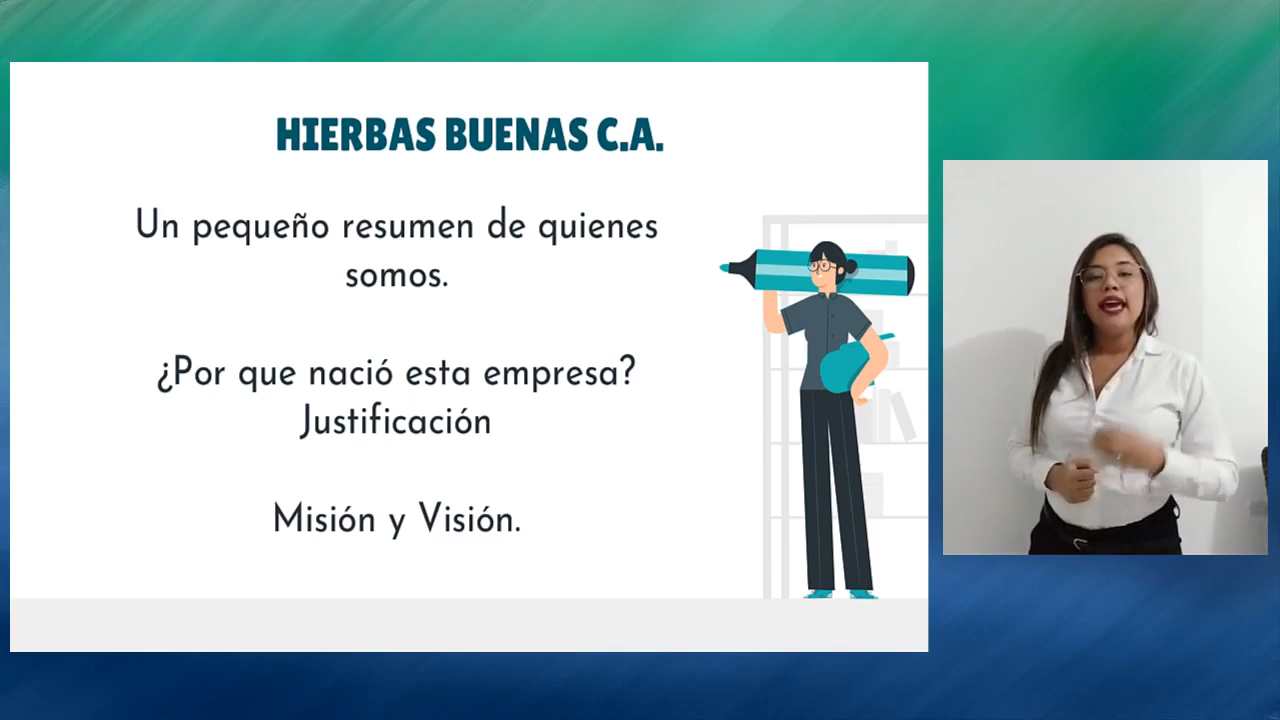 HIERBAS BUENAS C.A.
Un pequeño resumen de quienes
somos.
¿Por que nació esta empresa?
Justificación
Misión y Visión.